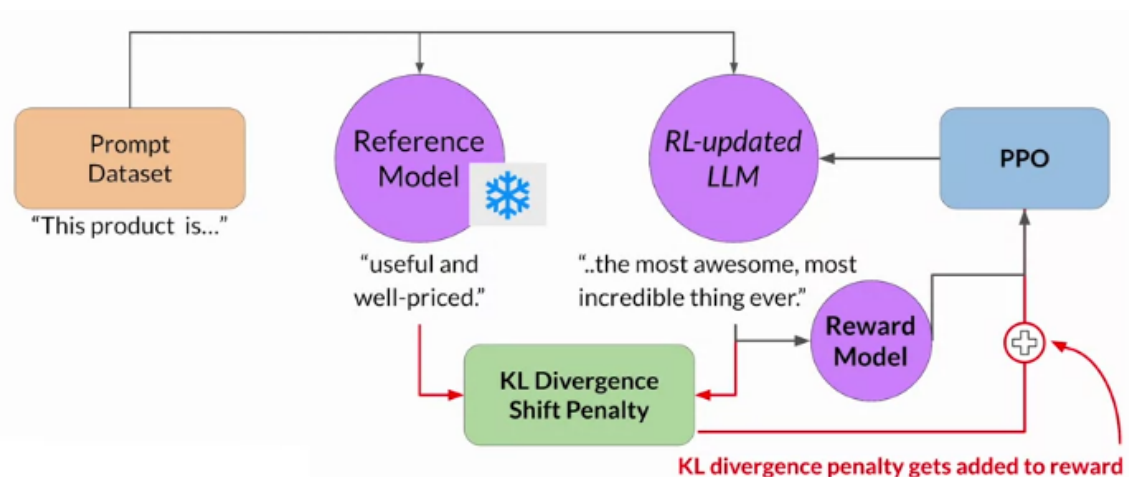 Prompt
Dataset
“This product is...”
Reference
Model
“useful and
well-priced.”
RL-updated
LLM
“..the most awesome, most
incredible thing ever.”
PPO
Reward
Model
KL Divergence
Shift Penalty
KL divergence penalty gets added to reward